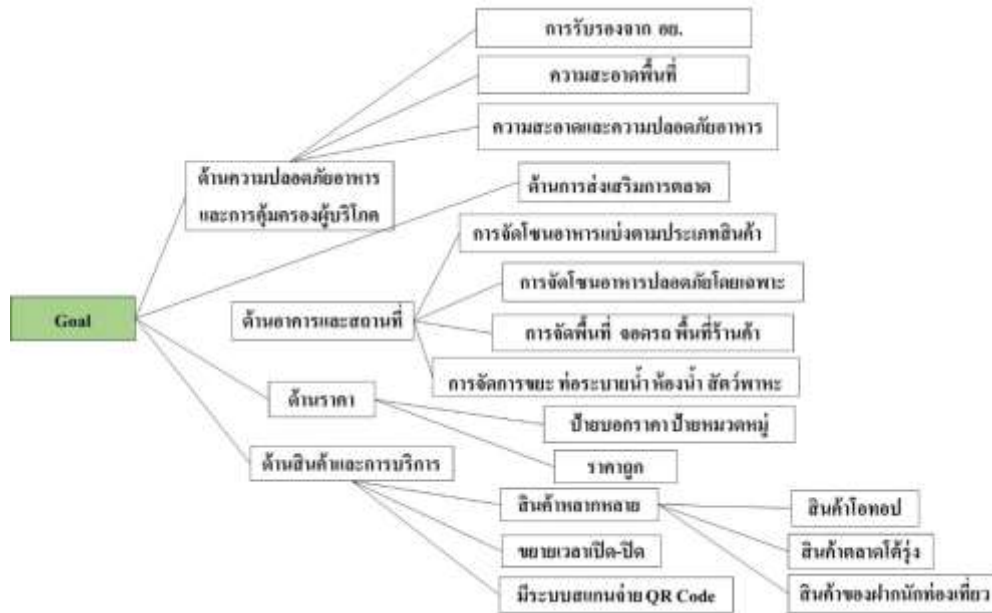 การรับรองจาก อย.
ความสะอาดพื้นที่
ความสะอาดและความปลอดภัยอาหาร
ด้านความปลอดภัยอาหาร
และการคุ้มครองผู้บริโภค
ด้านการส่งเสริมการตลาด
การจัดโซนอาหารแบ่งตามประเภทสินค้า
การจัดโซนอาหารปลอดภัยโดยเฉพาะ
Goal
ด้านอาคารและสถานที่
การจัดพื้นที่ จอดรถ พื้นที่ร้านค้า
การจัดการขยะ ท่อระบายน้ำ ห้องน้ำ สัตว์พาหะ
ด้านราคา
ป้ายบอกราคา ป้ายหมวดหมู่
ด้านสินค้าและการบริการ
ราคาถูก
สินค้าหลากหลาย
สินค้าโอทอป
ขยายเวลาเปิด-ปิด
สินค้าตลาดโต้รุ่ง
มีระบบสแกนจ่าย QR Code
สินค้าของฝากนักท่องเที่ยว